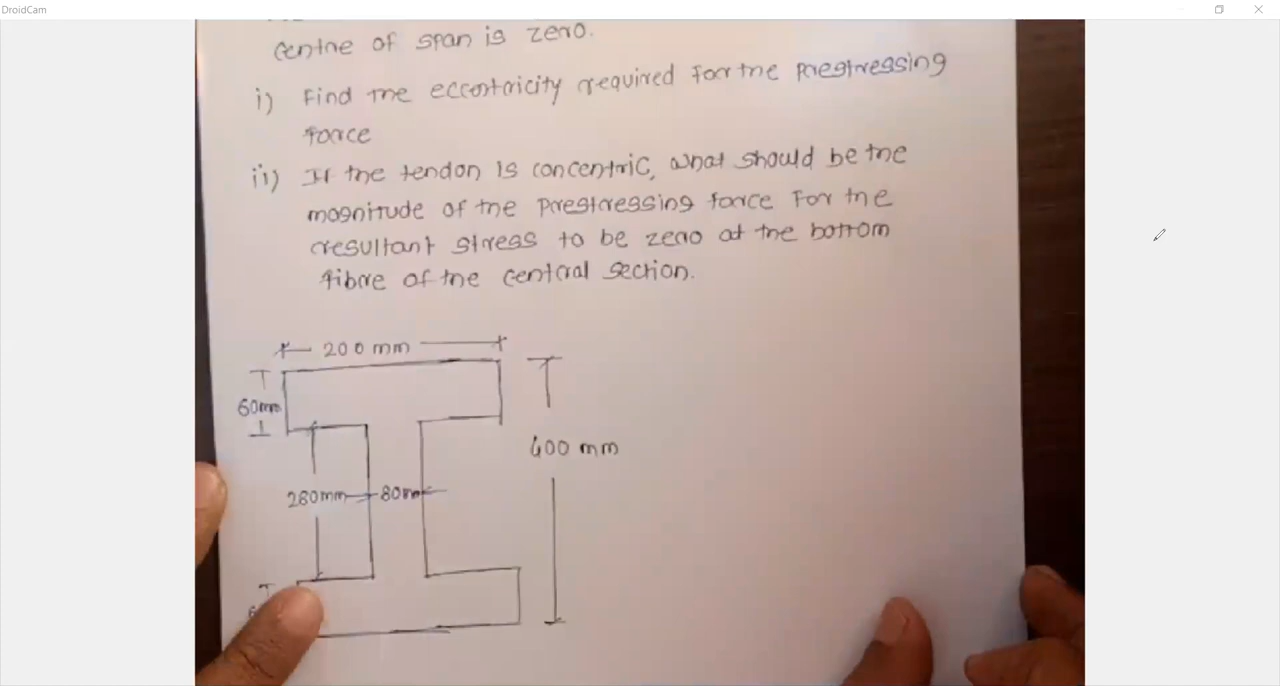 DroidCam
centre of span is zero.
i) Find the eccentricity required for the prestressing
force
ii) If the tendon is concentric, what should be the
magnitude of the prestressing force for the
resultant stress to be zero at the bottom
fibre of the central section.
200 mm
60mm
400 mm
280mm 80m